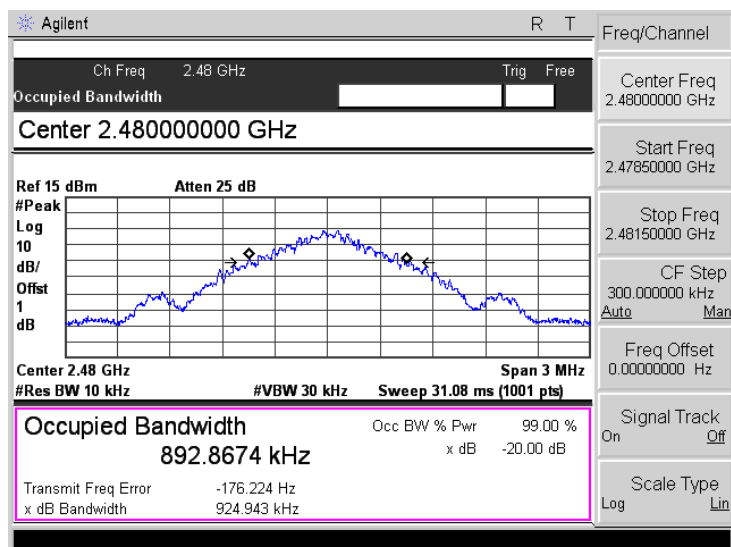 Agilent R T
Ch Freq 2.48 GHz Trig Free
Occupied Bandwidth
Center 2.480000000 GHz
Ref 15 dBm Atten 25 dB
#Peak
Log
10
dB/
Offst
1
dB
Center 2.48 GHz Span 3 MHz
#Res BW 10 kHz #VBW 30 kHz Sweep 31.08 ms (1001 pts)
Occupied Bandwidth
892.8674 kHz
Occ BW % Pwr 99.00 %
x dB -20.00 dB
Transmit Freq Error -176.224 Hz
x dB Bandwidth 924.943 kHz
Freq/Channel
Center Freq
2.48000000 GHz
Start Freq
2.47850000 GHz
Stop Freq
2.48150000 GHz
CF Step
300.000000 kHz
Auto Man
Freq Offset
0.00000000 Hz
Signal Track
On Off
Scale Type
Log Lin